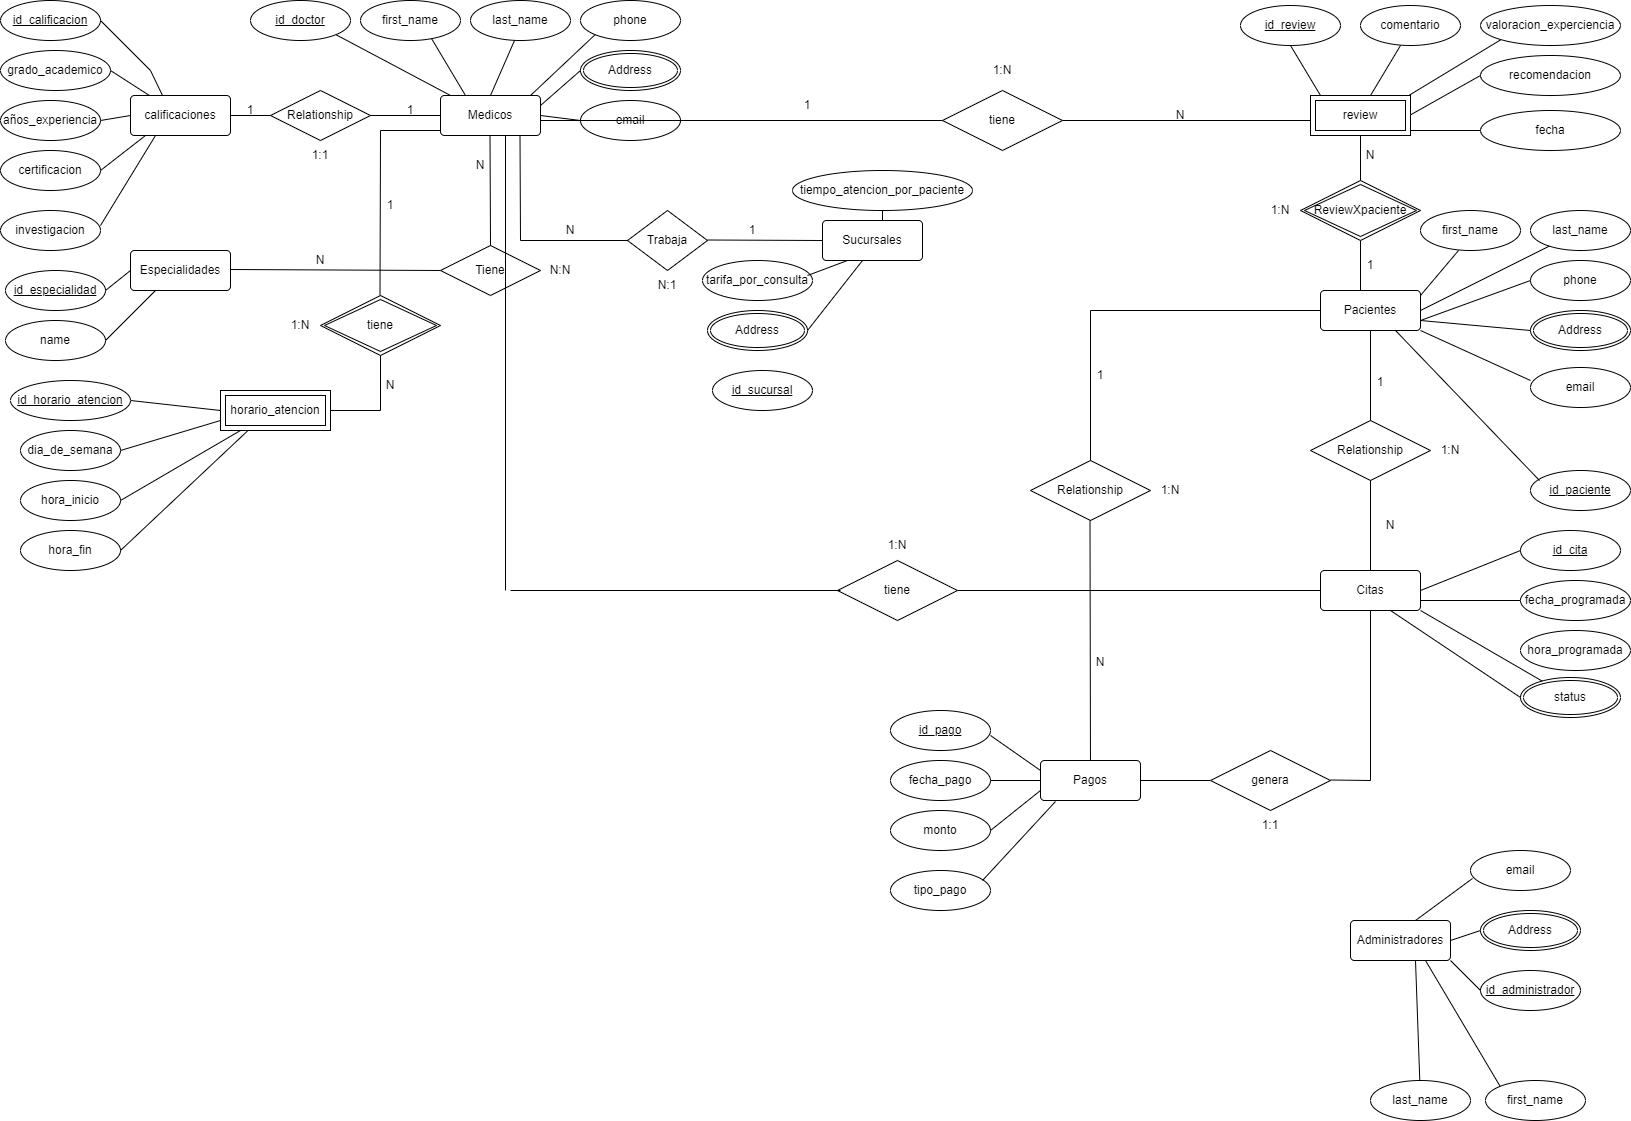 id_calificacion
id_doctor
first_name
last_name
phone
id_review
comentario
valoracion_experciencia
grado_academico
Address
1:N
recomendacion
calificaciones
1
Relationship
1
Medicos
1
años_experiencia
email
tiene
N
review
fecha
1:1
N
N
certificacion
tiempo_atencion_por_paciente
1
1:N
ReviewXpaciente
investigacion
N
Trabaja
1
Sucursales
first_name
last_name
Especialidades
N
Tiene
N:N
1
id_especialidad
N:1
tarifa_por_consulta
phone
Pacientes
name
1:N
tiene
Address
Address
N
1
1
email
id_horario_atencion
horario_atencion
id_sucursal
dia_de_semana
Relationship
1:N
hora_inicio
Relationship
1:N
id_paciente
N
hora_fin
1:N
id_cita
tiene
Citas
fecha_programada
hora_programada
N
status
id_pago
fecha_pago
Pagos
genera
monto
1:1
tipo_pago
email
Administradores
Address
id_administrador
last_name
first_name